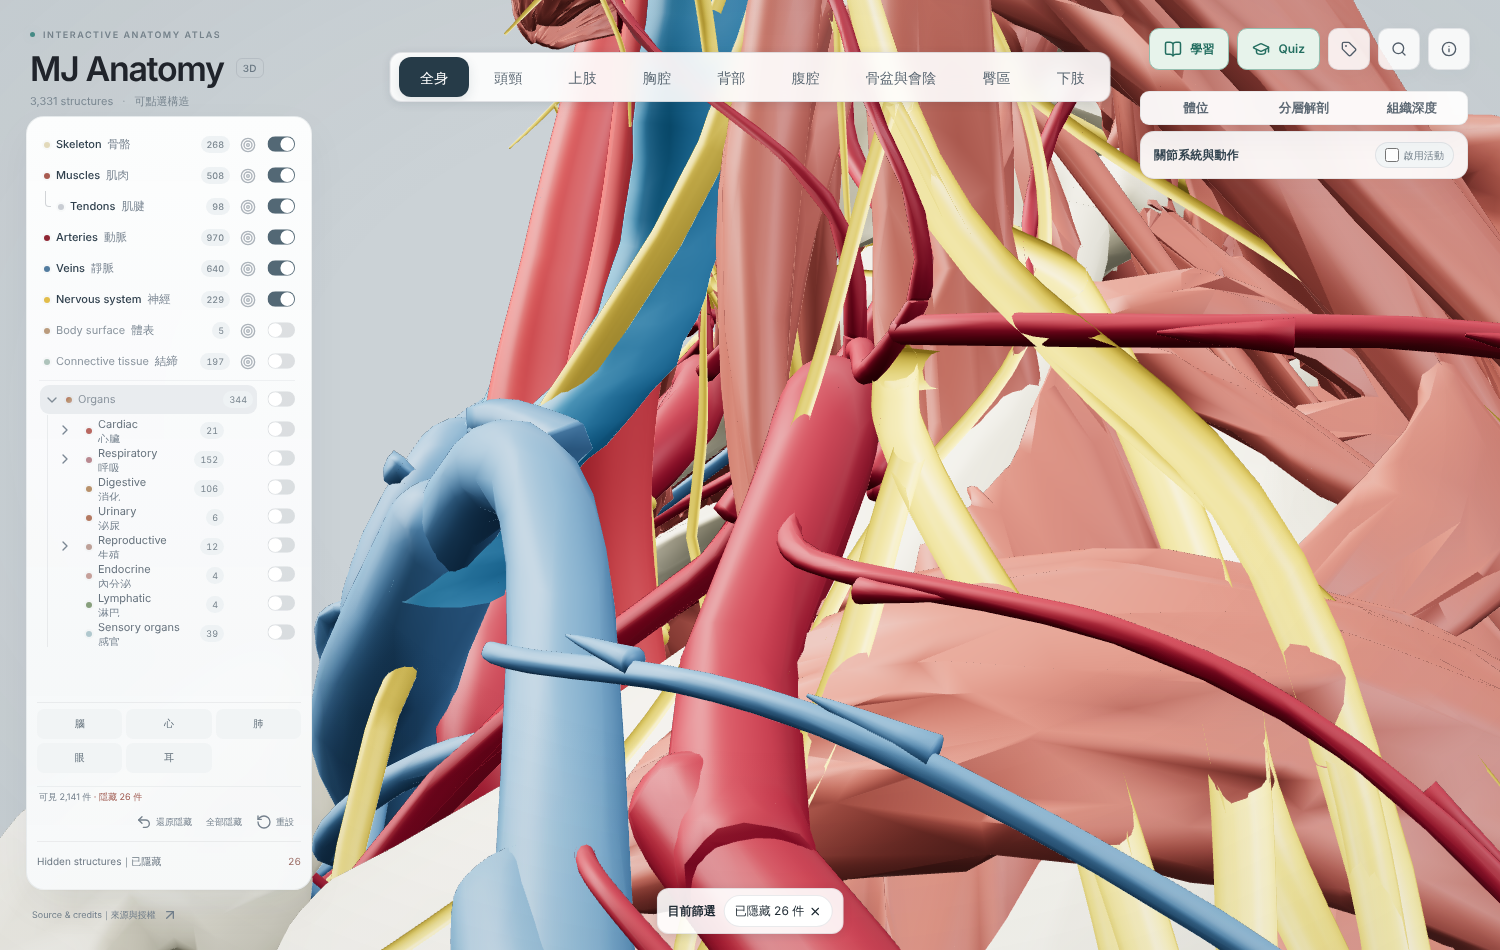 INTERACTIVE ANATOMY ATLAS
MJ Anatomy 3D
3,331 structures · 可點選構造
全身 頭頸 上肢 胸腔 背部 腹腔 骨盆與會陰 臀區 下肢
學習 Quiz
體位 分層解剖 組織深度
關節系統與動作 啟用活動
Skeleton 骨骼 268
Muscles 肌肉 508
Tendons 肌腱 98
Arteries 動脈 970
Veins 靜脈 640
Nervous system 神經 229
Body surface 體表 5
Connective tissue 結締 197
Organs 344
Cardiac 21
心臟
Respiratory 152
呼吸
Digestive 106
消化
Urinary 6
泌尿
Reproductive 12
生殖
Endocrine 4
內分泌
Lymphatic 4
淋巴
Sensory organs 39
感官
腦 心 肺
眼 耳
可見 2,141 件 · 隱藏 26 件
還原隱藏 全部隱藏 重設
Hidden structures | 已隱藏 26
Source & credits | 來源與授權
目前篩選 已隱藏 26 件 ×